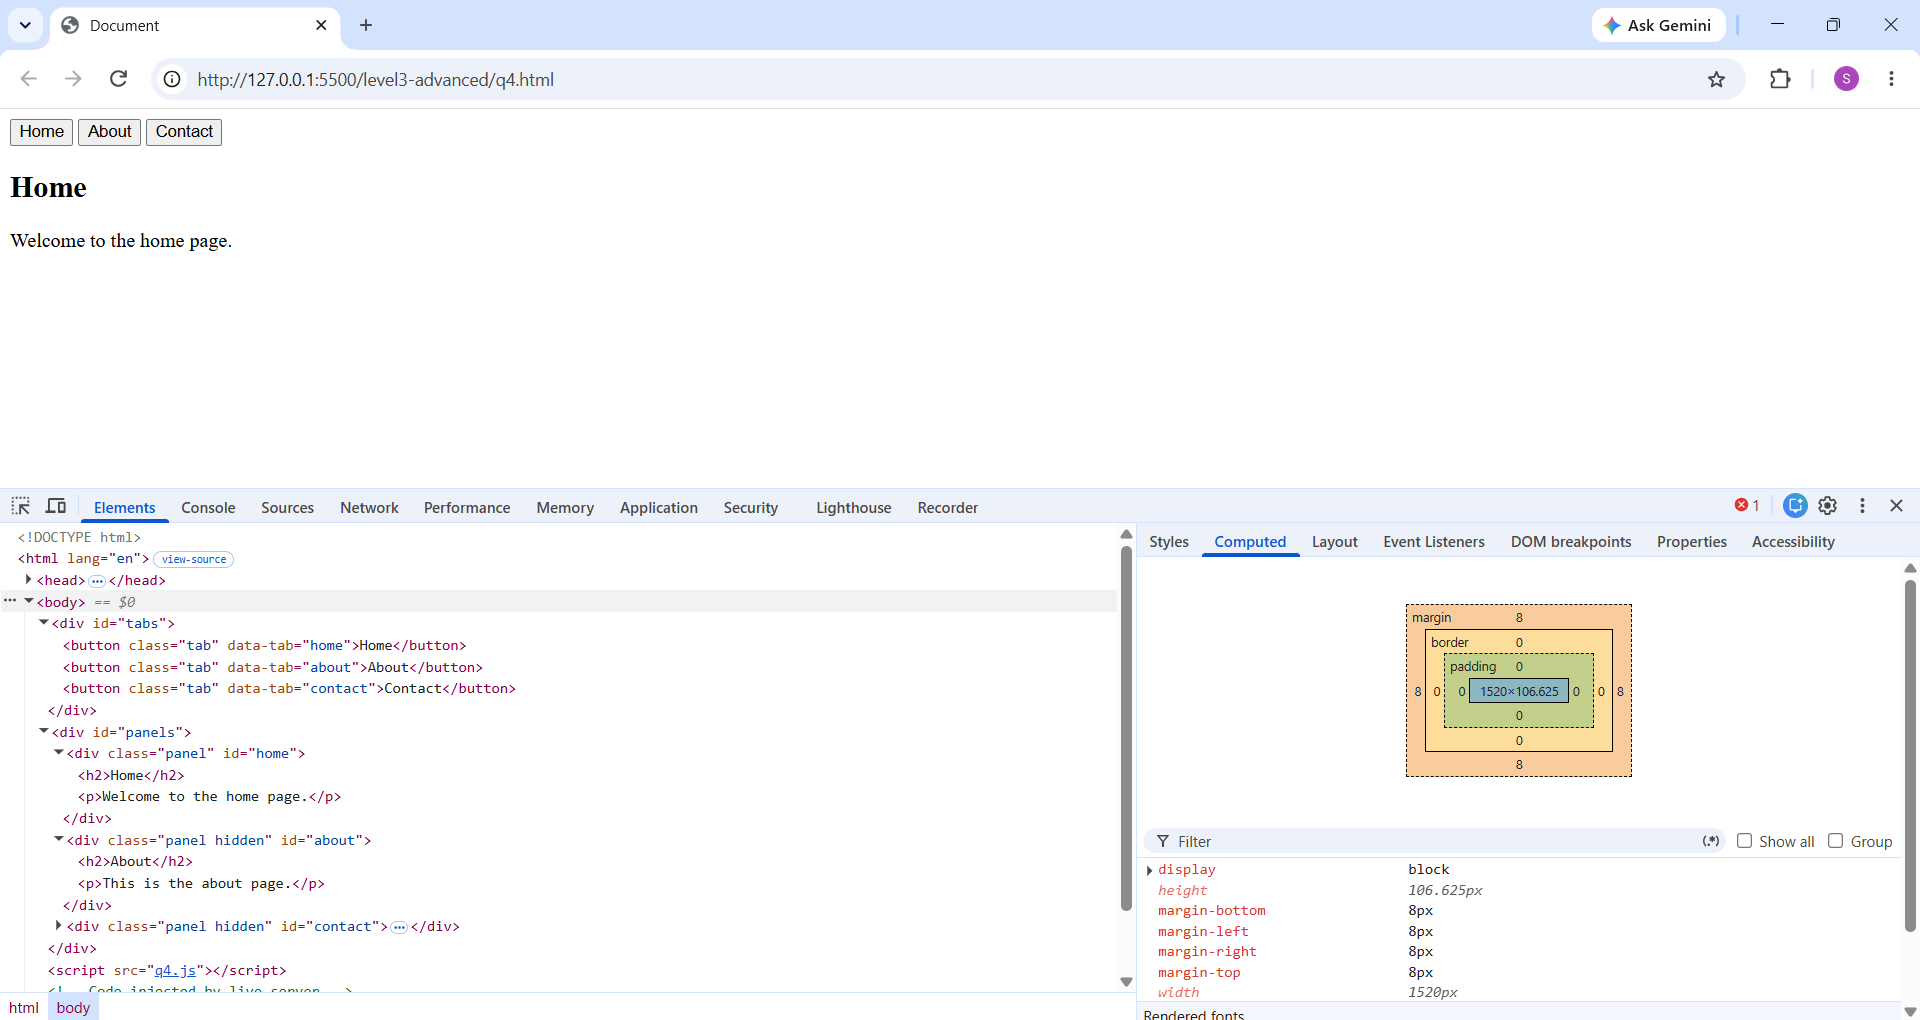 Document
Ask Gemini
http://127.0.0.1:5500/level3-advanced/q4.html
S
Home About Contact
Home
Welcome to the home page.
Elements Console Sources Network Performance Memory Application Security Lighthouse Recorder
1
<!DOCTYPE html>
<html lang="en"> view-source
<head> ••• </head>
••• <body> == $0
<div id="tabs">
<button class="tab" data-tab="home">Home</button>
<button class="tab" data-tab="about">About</button>
<button class="tab" data-tab="contact">Contact</button>
</div>
<div id="panels">
<div class="panel" id="home">
<h2>Home</h2>
<p>Welcome to the home page.</p>
</div>
<div class="panel hidden" id="about">
<h2>About</h2>
<p>This is the about page.</p>
</div>
<div class="panel hidden" id="contact"> ••• </div>
</div>
<script src="q4.js"></script>
<!-- Code injected by live-server -->
html body
Styles Computed Layout Event Listeners DOM breakpoints Properties Accessibility
margin 8
border 0
padding 0
8 0 0 1520×106.625 0 0 8
0
0
8
Filter (.*) Show all Group
display block
height 106.625px
margin-bottom 8px
margin-left 8px
margin-right 8px
margin-top 8px
width 1520px
Rendered fonts